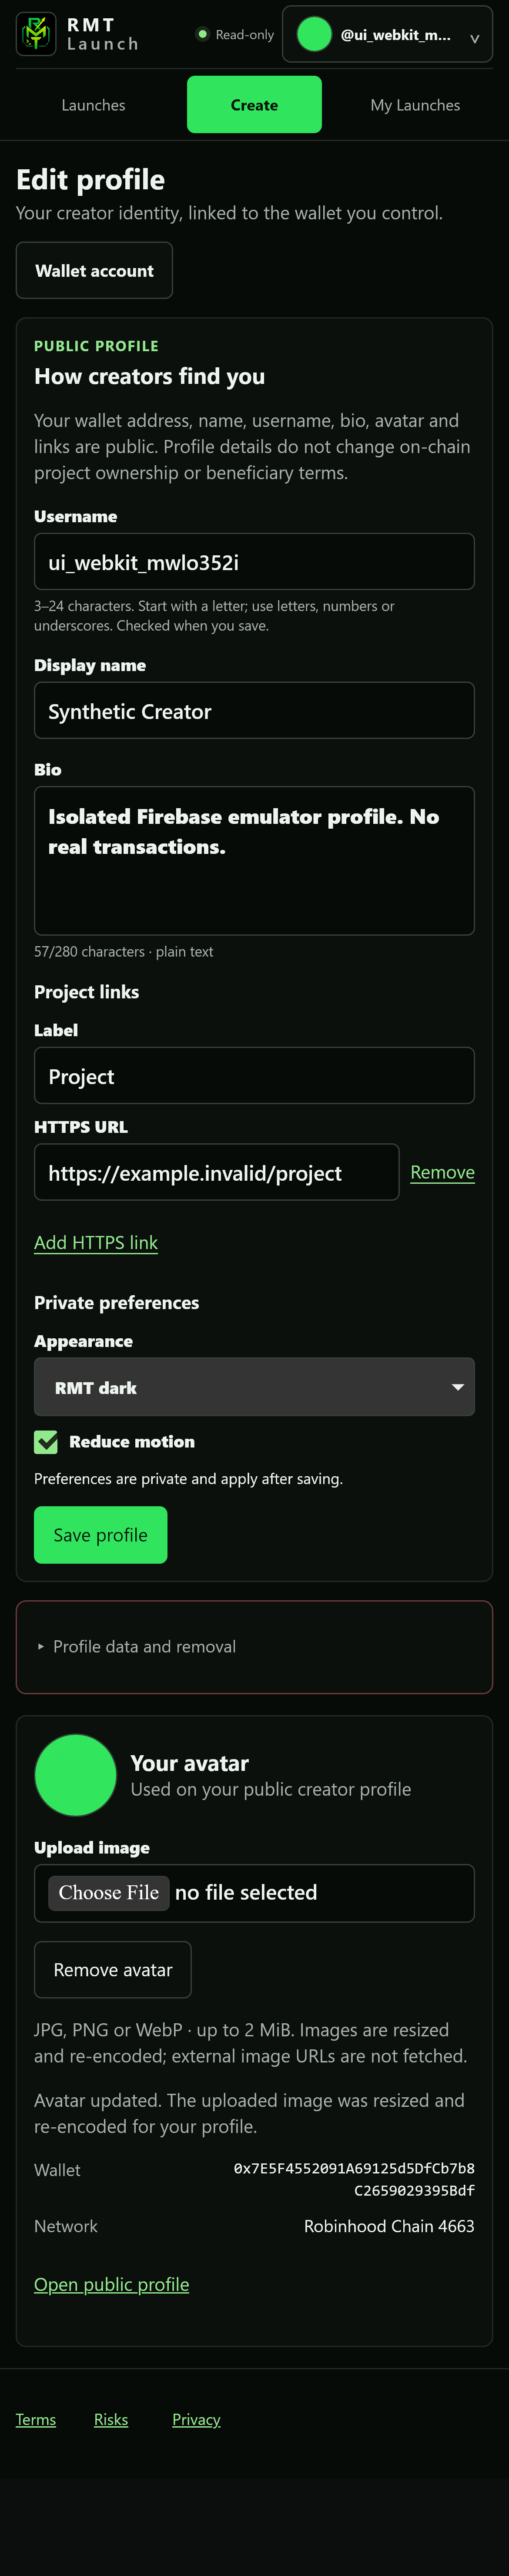 RMT
Launch
Read-only
@ui_webkit_m...
Launches
Create
My Launches
Edit profile
Your creator identity, linked to the wallet you control.
Wallet account
PUBLIC PROFILE
How creators find you
Your wallet address, name, username, bio, avatar and
links are public. Profile details do not change on-chain
project ownership or beneficiary terms.
Username
ui_webkit_mwlo352i
3–24 characters. Start with a letter; use letters, numbers or
underscores. Checked when you save.
Display name
Synthetic Creator
Bio
Isolated Firebase emulator profile. No
real transactions.
57/280 characters · plain text
Project links
Label
Project
HTTPS URL
https://example.invalid/project
Remove
Add HTTPS link
Private preferences
Appearance
RMT dark
Reduce motion
Preferences are private and apply after saving.
Save profile
Profile data and removal
Your avatar
Used on your public creator profile
Upload image
Choose File no file selected
Remove avatar
JPG, PNG or WebP · up to 2 MiB. Images are resized
and re-encoded; external image URLs are not fetched.
Avatar updated. The uploaded image was resized and
re-encoded for your profile.
Wallet
0x7E5F4552091A69125d5DfCb7b8
C2659029395Bdf
Network
Robinhood Chain 4663
Open public profile
Terms
Risks
Privacy